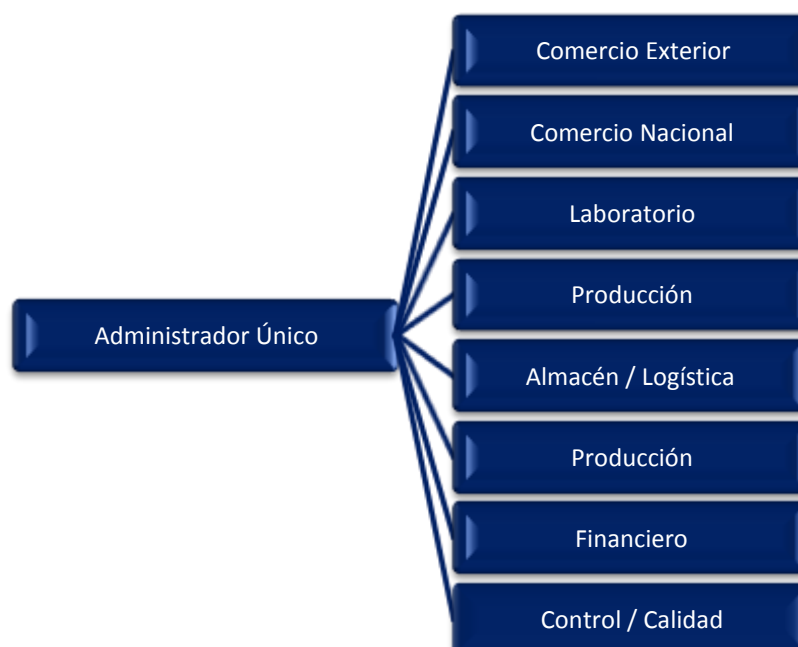 Comercio Exterior
Comercio Nacional
Laboratorio
Producción
Administrador Único
Almacén / Logística
Producción
Financiero
Control / Calidad